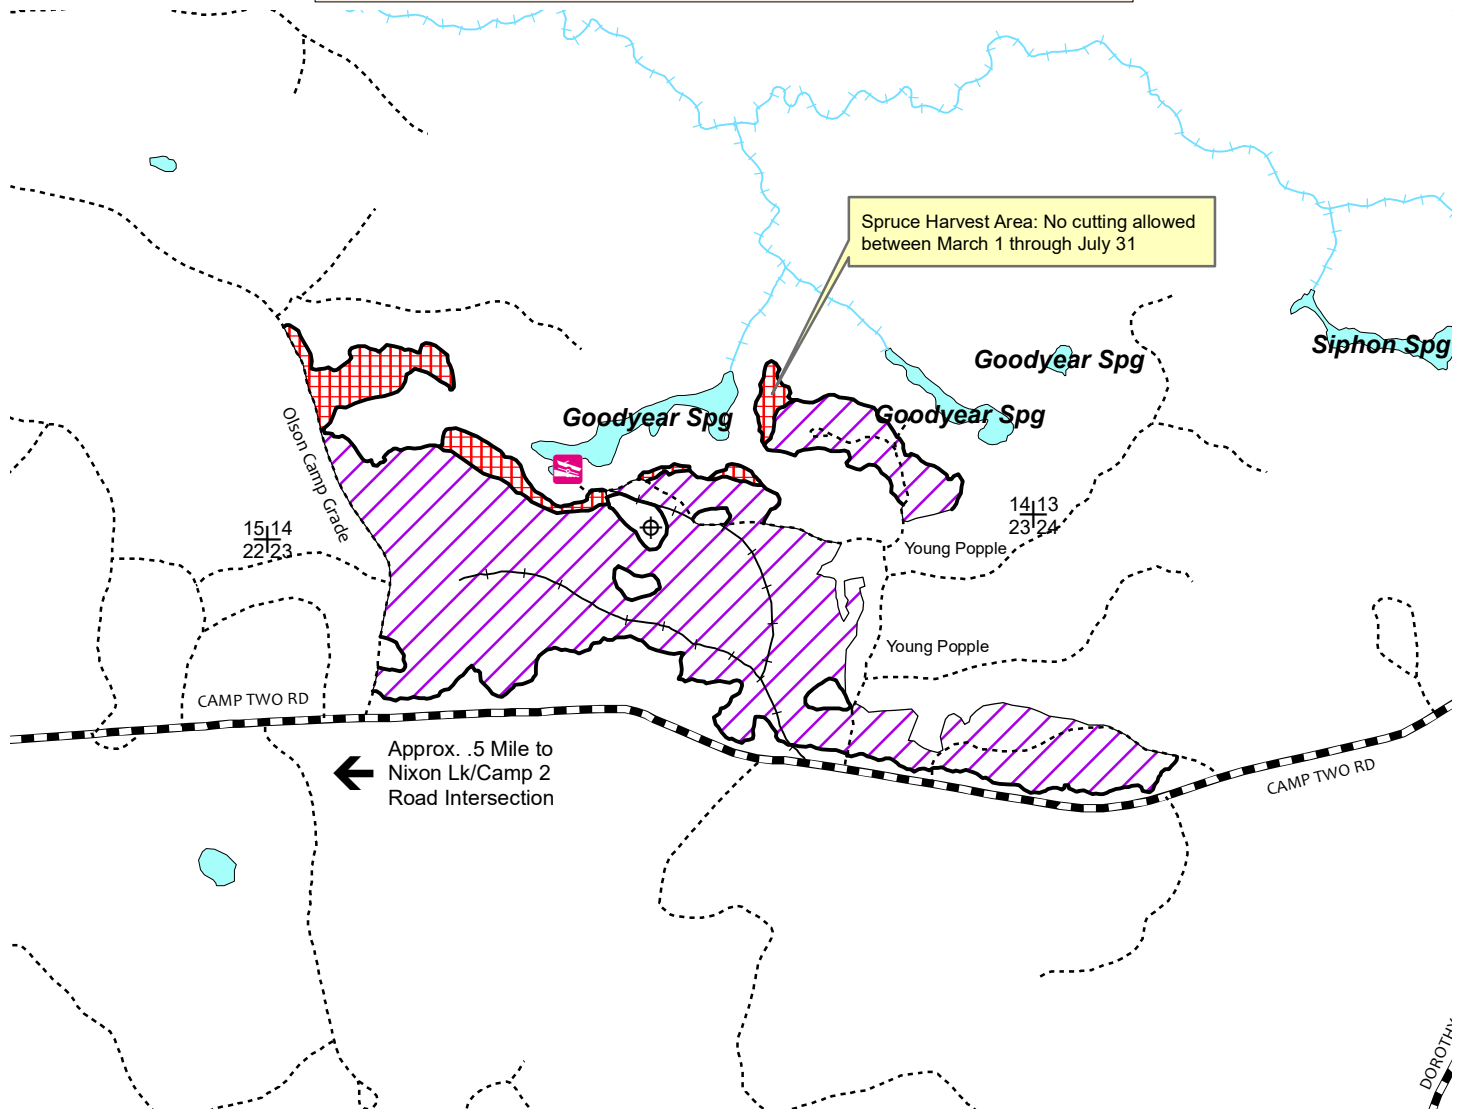 Spruce Harvest Area: No cutting allowed
between March 1 through July 31
Siphon Spg
Goodyear Spg
Goodyear Spg
Goodyear Spg
Olson Camp Grade
14 13
23 24
15 14
22 23
Young Popple
Young Popple
CAMP TWO RD
Approx. .5 Mile to
Nixon Lk/Camp 2
Road Intersection
CAMP TWO RD
DOROTHY